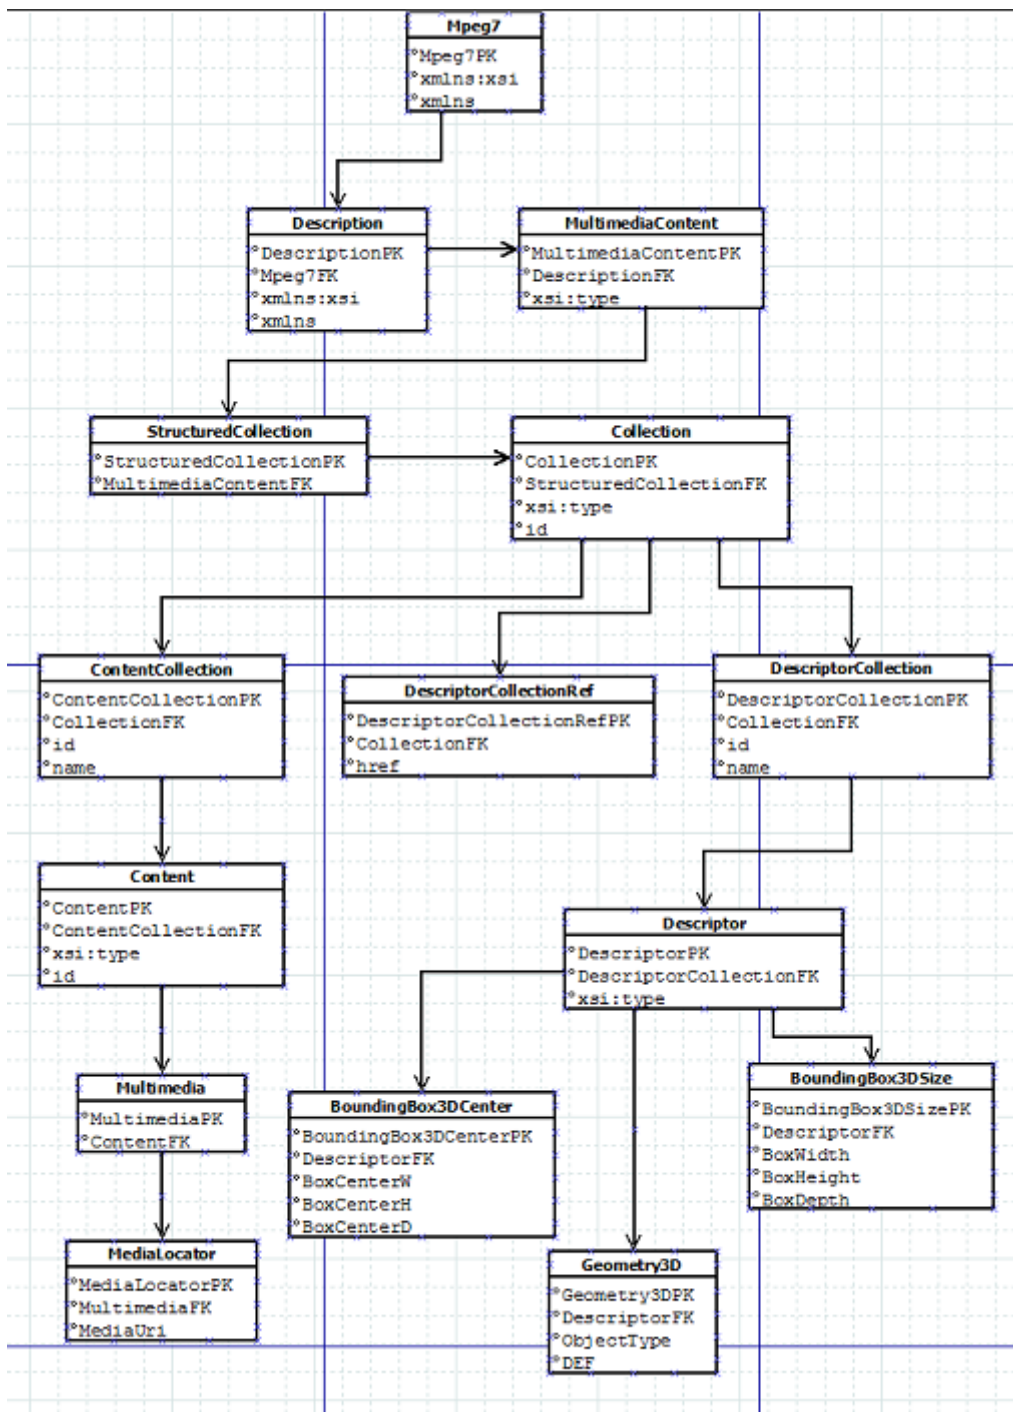 Mpeg7
Mpeg7PK
xmlns:xsi
xmlns
Description
DescriptionPK
Mpeg7FK
xmlns:xsi
xmlns
MultimediaContent
MultimediaContentPK
DescriptionFK
xsi:type
StructuredCollection
StructuredCollectionPK
MultimediaContentFK
Collection
CollectionPK
StructuredCollectionFK
xsi:type
id
ContentCollection
ContentCollectionPK
CollectionFK
id
name
DescriptorCollectionRef
DescriptorCollectionRefPK
CollectionFK
href
DescriptorCollection
DescriptorCollectionPK
CollectionFK
id
name
Content
ContentPK
ContentCollectionFK
xsi:type
id
Descriptor
DescriptorPK
DescriptorCollectionFK
xsi:type
Multimedia
MultimediaPK
ContentFK
BoundingBox3DCenter
BoundingBox3DCenterPK
DescriptorFK
BoxCenterW
BoxCenterH
BoxCenterD
BoundingBox3DSize
BoundingBox3DSizePK
DescriptorFK
BoxWidth
BoxHeight
BoxDepth
MediaLocator
MediaLocatorPK
MultimediaFK
MediaUri
Geometry3D
Geometry3DPK
DescriptorFK
ObjectType
DEF